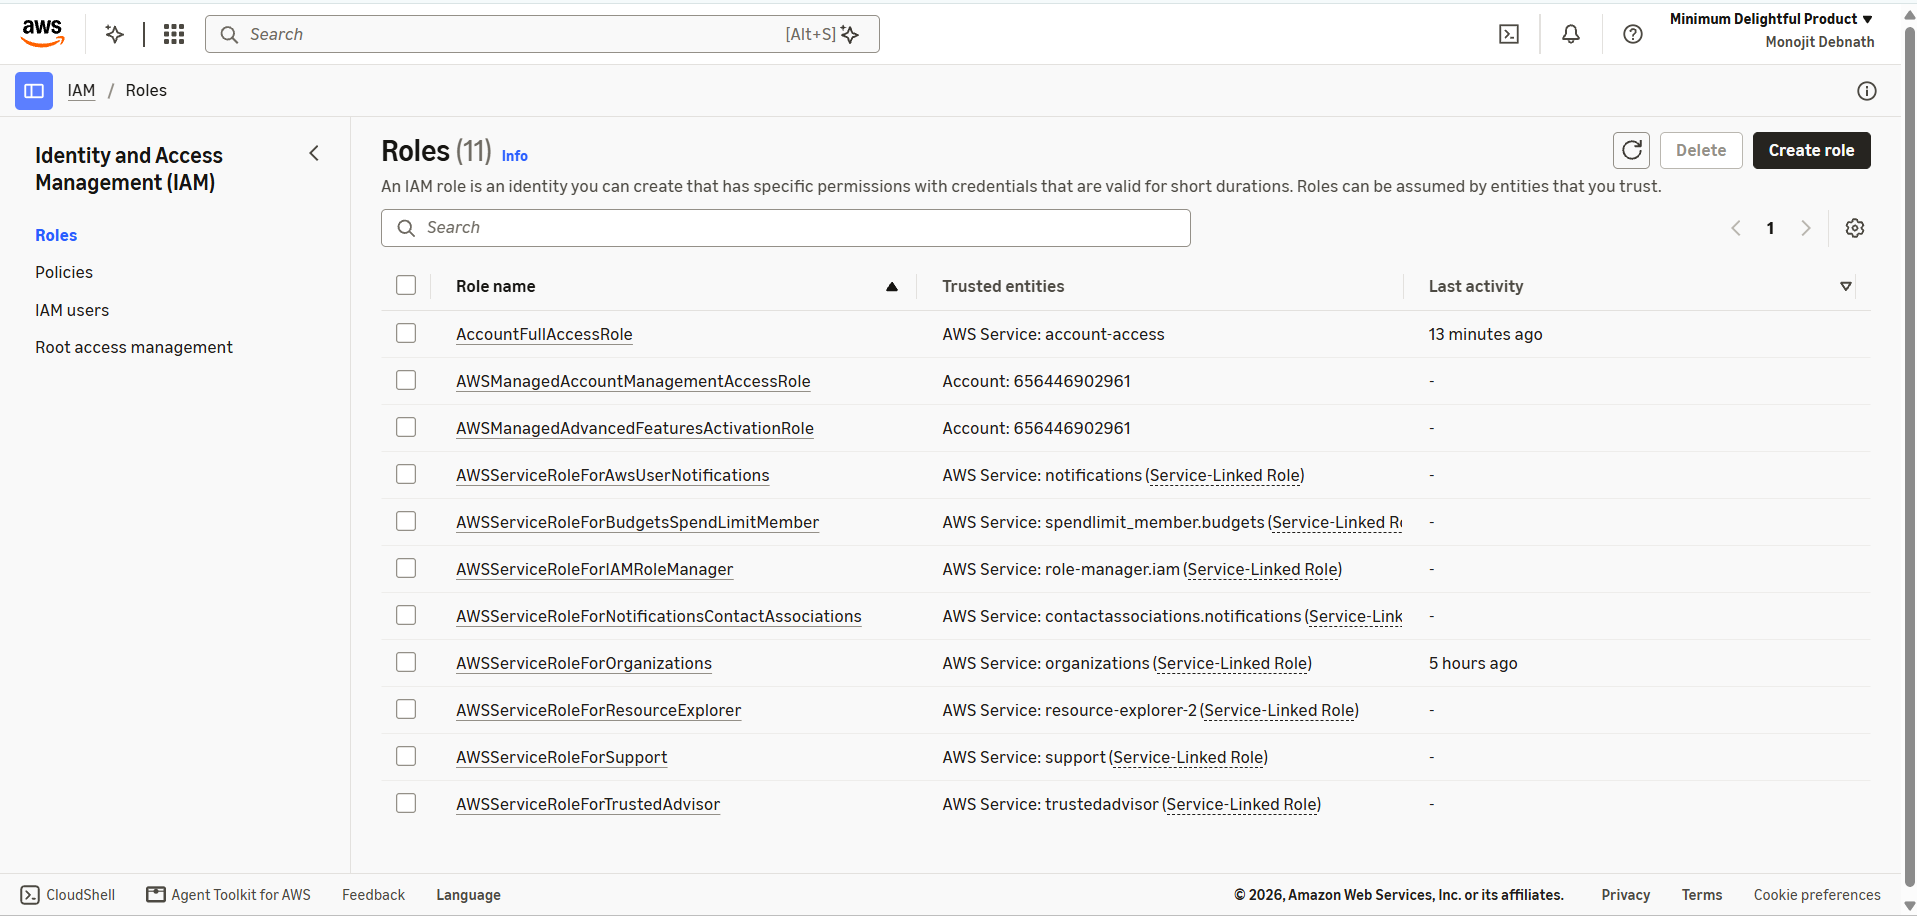 aws
Search [Alt+S]
Minimum Delightful Product
Monojit Debnath
IAM / Roles
Identity and Access
Management (IAM)
Roles
Policies
IAM users
Root access management
Roles (11) Info
Delete
Create role
An IAM role is an identity you can create that has specific permissions with credentials that are valid for short durations. Roles can be assumed by entities that you trust.
Search
1
Role name Trusted entities Last activity
AccountFullAccessRole AWS Service: account-access 13 minutes ago
AWSManagedAccountManagementAccessRole Account: 656446902961 -
AWSManagedAdvancedFeaturesActivationRole Account: 656446902961 -
AWSServiceRoleForAwsUserNotifications AWS Service: notifications (Service-Linked Role) -
AWSServiceRoleForBudgetsSpendLimitMember AWS Service: spendlimit_member.budgets (Service-Linked Ro -
AWSServiceRoleForIAMRoleManager AWS Service: role-manager.iam (Service-Linked Role) -
AWSServiceRoleForNotificationsContactAssociations AWS Service: contactassociations.notifications (Service-Link -
AWSServiceRoleForOrganizations AWS Service: organizations (Service-Linked Role) 5 hours ago
AWSServiceRoleForResourceExplorer AWS Service: resource-explorer-2 (Service-Linked Role) -
AWSServiceRoleForSupport AWS Service: support (Service-Linked Role) -
AWSServiceRoleForTrustedAdvisor AWS Service: trustedadvisor (Service-Linked Role) -
CloudShell Agent Toolkit for AWS Feedback Language © 2026, Amazon Web Services, Inc. or its affiliates. Privacy Terms Cookie preferences